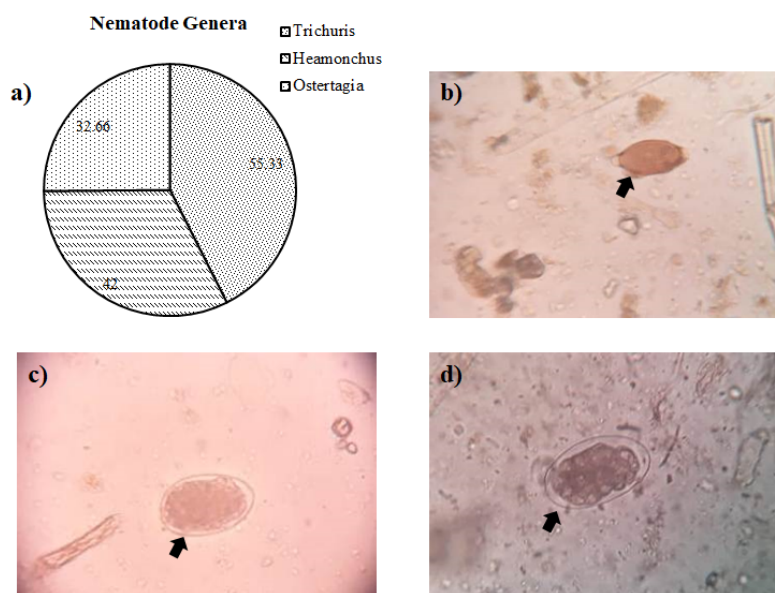 Nematode Genera
Trichuris
Heamonchus
Ostertagia
a)
32.66
55.33
42
b)
c)
d)